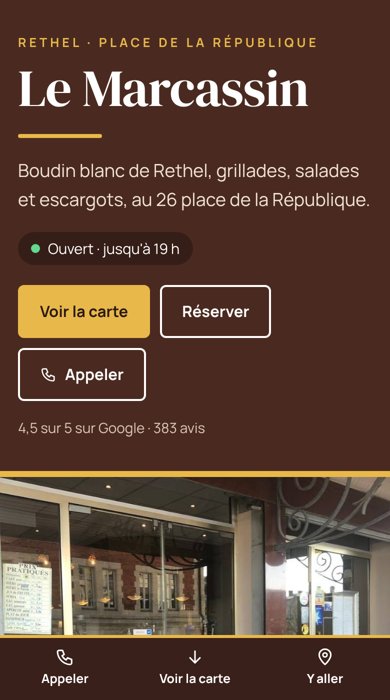 RETHEL · PLACE DE LA RÉPUBLIQUE
Le Marcassin
Boudin blanc de Rethel, grillades, salades
et escargots, au 26 place de la République.
Ouvert · jusqu'à 19 h
Voir la carte
Réserver
Appeler
4,5 sur 5 sur Google · 383 avis
PRIX
PRATIQUÉS
Appeler
Voir la carte
Y aller